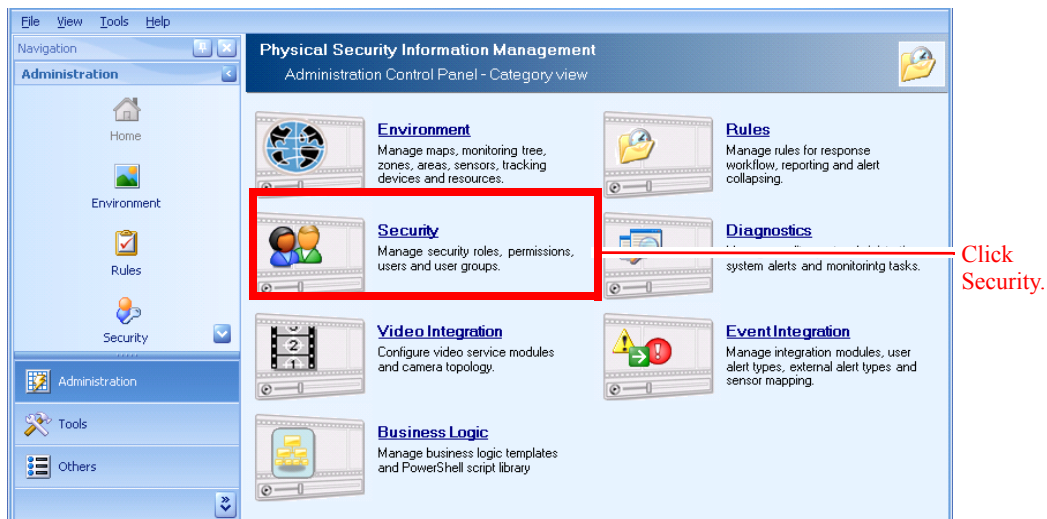 File View Tools Help
Navigation
Administration
Home
Environment
Rules
Security
Administration
Tools
Others
Physical Security Information Management
Administration Control Panel - Category view
Environment
Manage maps, monitoring tree,
zones, areas, sensors, tracking
devices and resources.
Rules
Manage rules for response
workflow, reporting and alert
collapsing.
Security
Manage security roles, permissions,
users and user groups.
Diagnostics
system alerts and monitorintg tasks.
Click
Security.
Video Integration
Configure video service modules
and camera topology.
Event Integration
Manage integration modules, user
alert types, external alert types and
sensor mapping.
Business Logic
Manage business logic templates
and PowerShell script library